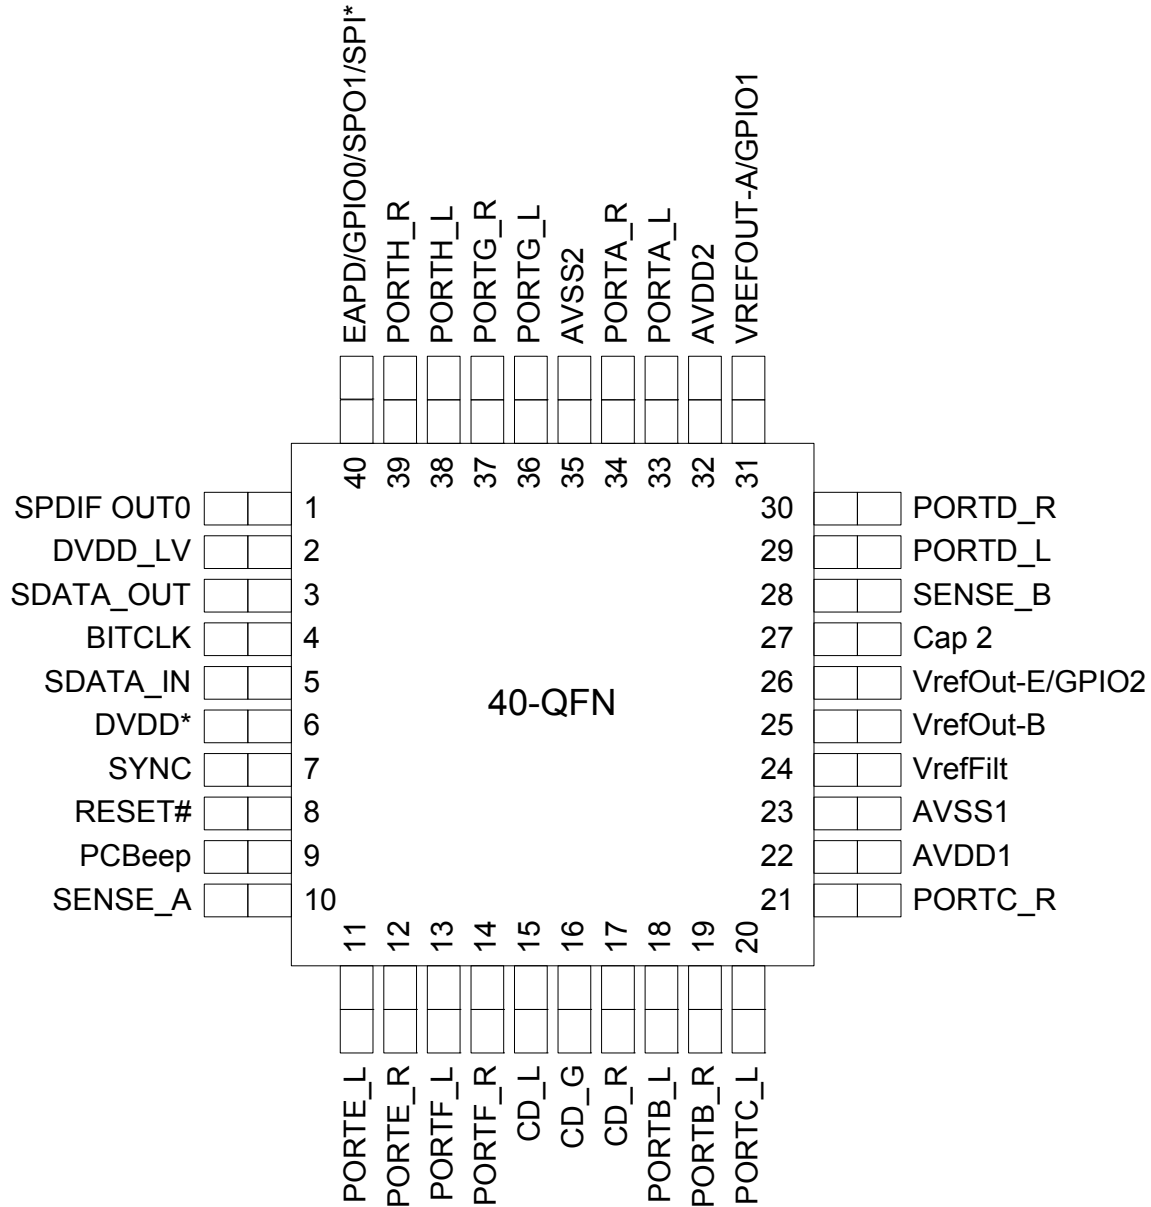 EAPD/GPIO0/SPO1/SPI*
PORTH_R
PORTH_L
PORTG_R
PORTG_L
AVSS2
PORTA_R
PORTA_L
AVDD2
VREFOUT-A/GPIO1
40
39
38
37
36
35
34
33
32
31
SPDIF OUT0 1
DVDD_LV 2
SDATA_OUT 3
BITCLK 4
SDATA_IN 5
DVDD* 6
SYNC 7
RESET# 8
PCBeep 9
SENSE_A 10
40-QFN
30 PORTD_R
29 PORTD_L
28 SENSE_B
27 Cap 2
26 VrefOut-E/GPIO2
25 VrefOut-B
24 VrefFilt
23 AVSS1
22 AVDD1
21 PORTC_R
11
12
13
14
15
16
17
18
19
20
PORTE_L
PORTE_R
PORTF_L
PORTF_R
CD_L
CD_G
CD_R
PORTB_L
PORTB_R
PORTC_L